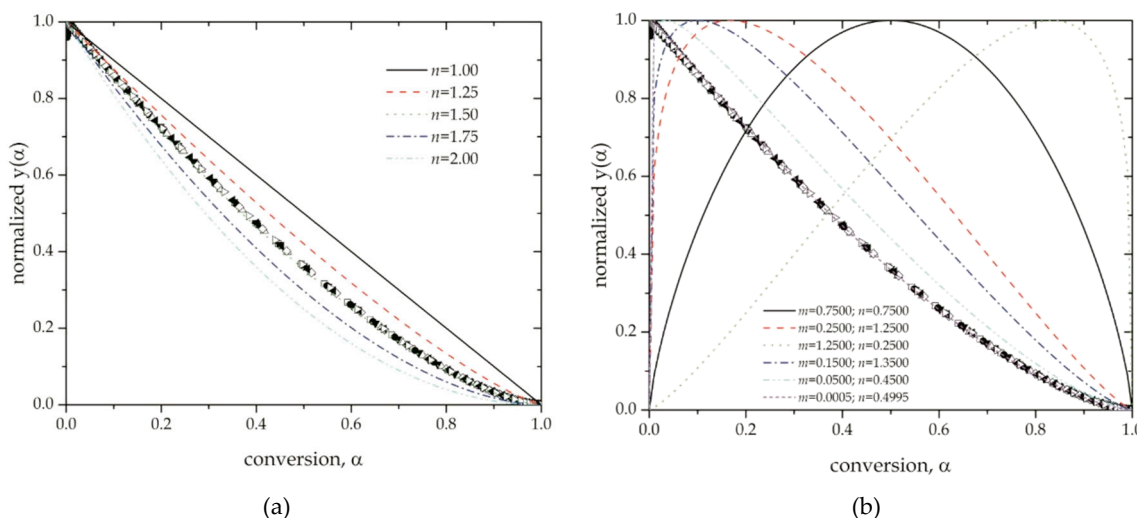 1.0
0.8
0.6
0.4
0.2
0.0
normalized y(α)
n=1.00
n=1.25
n=1.50
n=1.75
n=2.00
0.0 0.2 0.4 0.6 0.8 1.0
conversion, α
(a)
1.0
0.8
0.6
0.4
0.2
0.0
normalized y(α)
m=0.7500; n=0.7500
m=0.2500; n=1.2500
m=1.2500; n=0.2500
m=0.1500; n=1.3500
m=0.0500; n=0.4500
m=0.0005; n=0.4995
0.0 0.2 0.4 0.6 0.8 1.0
conversion, α
(b)